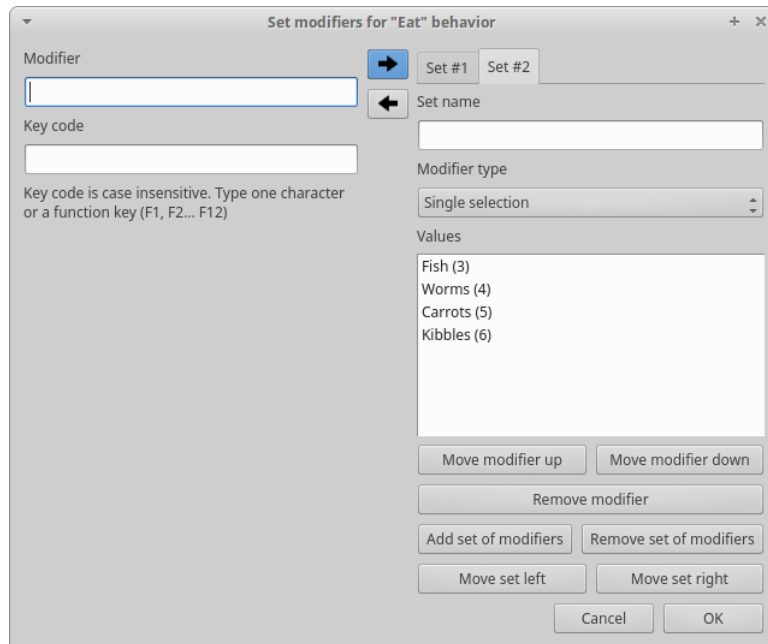 Set modifiers for "Eat" behavior
Modifier
Key code
Key code is case insensitive. Type one character
or a function key (F1, F2... F12)
Set #1 Set #2
Set name
Modifier type
Single selection
Values
Fish (3)
Worms (4)
Carrots (5)
Kibbles (6)
Move modifier up Move modifier down
Remove modifier
Add set of modifiers Remove set of modifiers
Move set left Move set right
Cancel OK